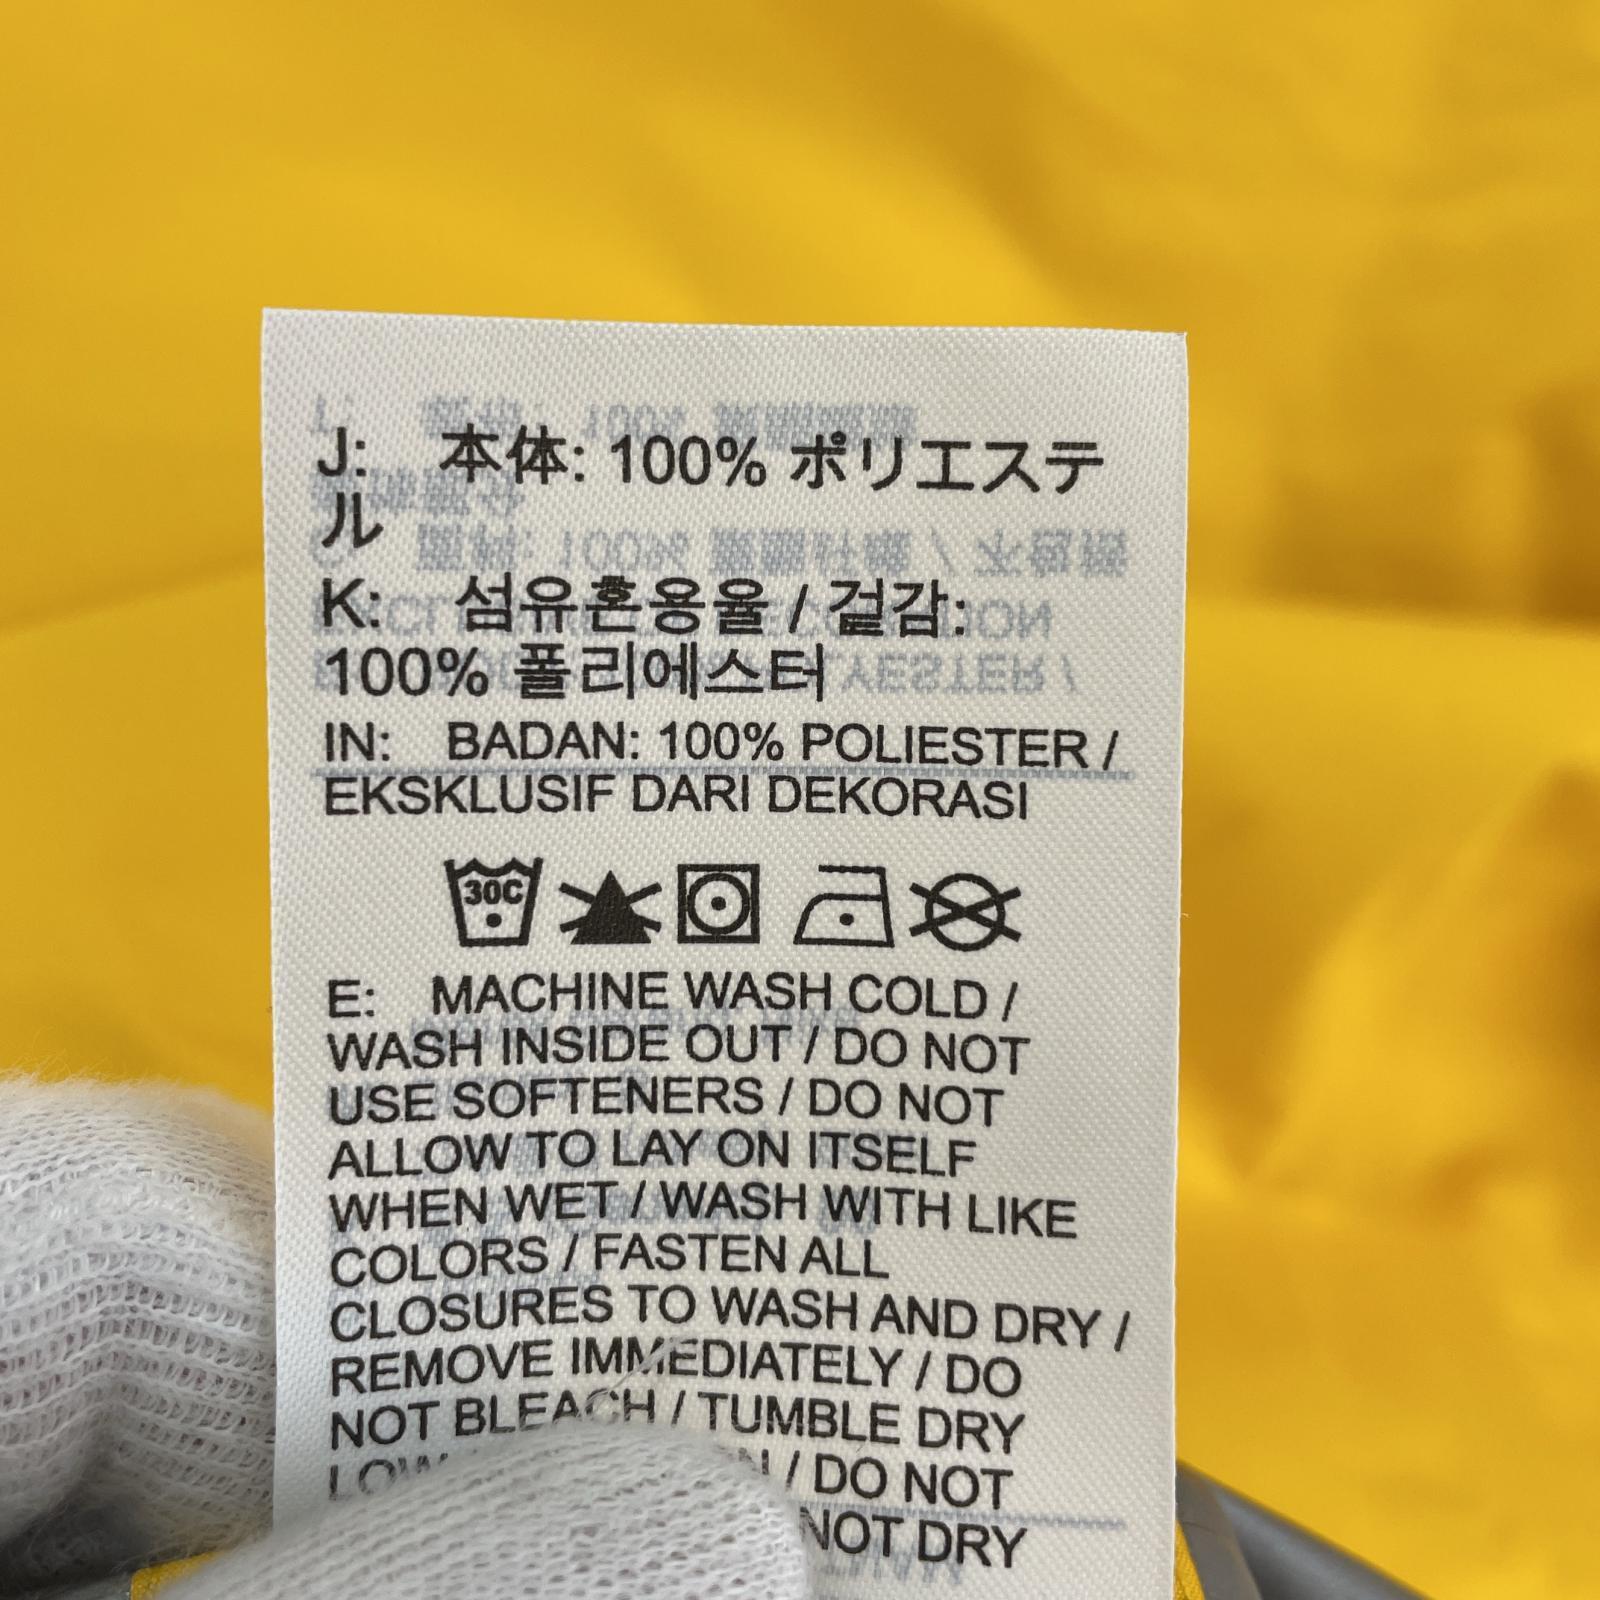 J: 本体: 100% ポリエステ
ル
K: 섬유혼용율 / 겉감:
100% 폴리에스터
IN: BADAN: 100% POLIESTER /
EKSKLUSIF DARI DEKORASI
30C
E: MACHINE WASH COLD /
WASH INSIDE OUT / DO NOT
USE SOFTENERS / DO NOT
ALLOW TO LAY ON ITSELF
WHEN WET / WASH WITH LIKE
COLORS / FASTEN ALL
CLOSURES TO WASH AND DRY /
REMOVE IMMEDIATELY / DO
NOT BLEACH / TUMBLE DRY
LOW / DO NOT
NOT DRY